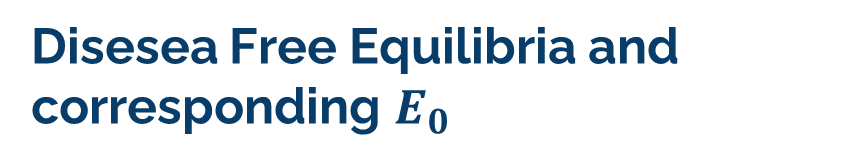 Disesea Free Equilibria and
corresponding E₀